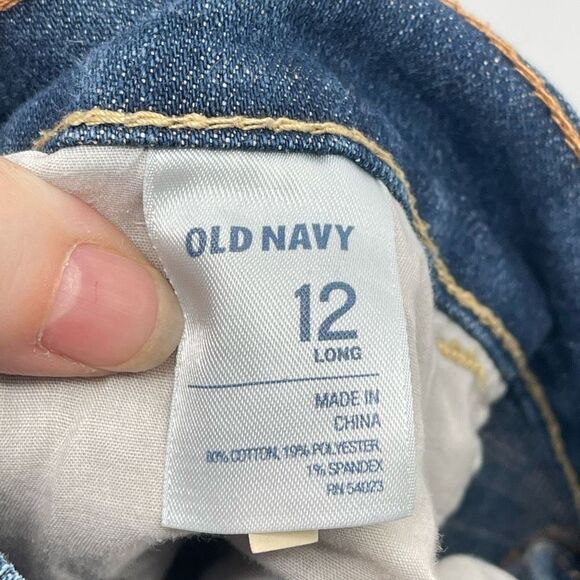 OLD NAVY
12
LONG
MADE IN
CHINA
80% COTTON, 19% POLYESTER
1% SPANDEX
RN 54023